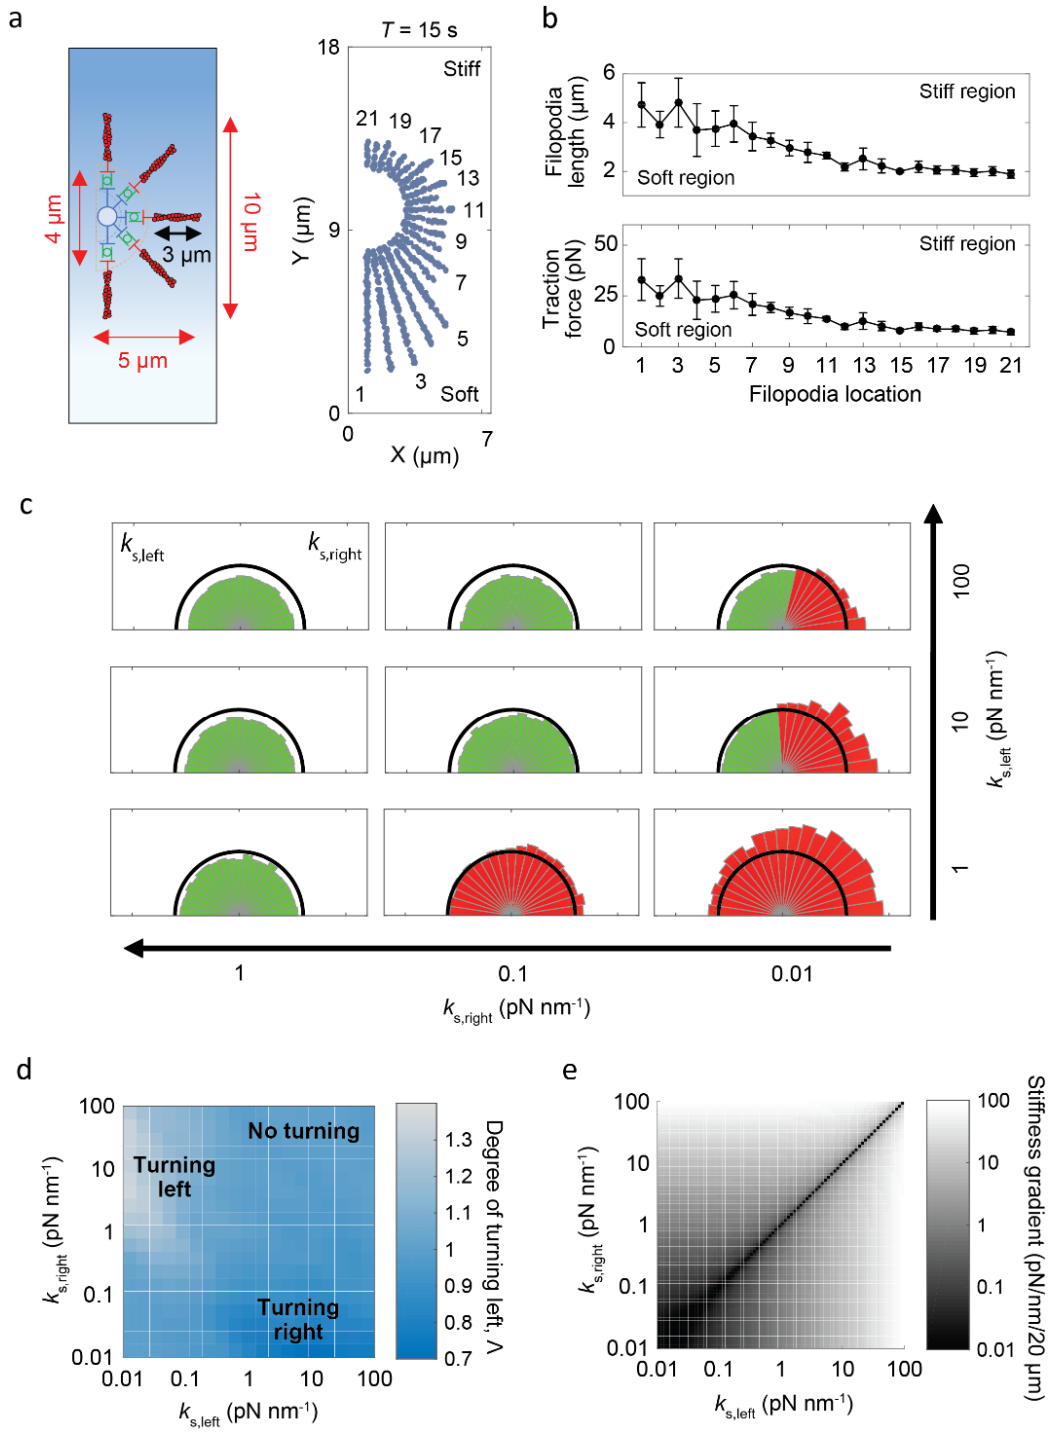 a
4 µm
10 µm
3 µm
5 µm
T = 15 s
18
9
0
Y (µm)
Stiff
21
19
17
15
13
11
9
7
5
3
1
Soft
0
7
X (µm)
b
6
4
2
Filopodia
length (µm)
Stiff region
Soft region
50
25
0
Traction
force (pN)
Stiff region
Soft region
1 3 5 7 9 11 13 15 17 19 21
Filopodia location
c
ks,left
ks,right
100
10
1
ks,left (pN nm-1)
1 0.1 0.01
ks,right (pN nm-1)
d
100
10
1
0.1
0.01
ks,right (pN nm-1)
No turning
Turning
left
Turning
right
0.01 0.1 1 10 100
ks,left (pN nm-1)
1.3
1.2
1.1
1
0.9
0.8
0.7
Degree of turning left, Λ
e
100
10
1
0.1
0.01
ks,right (pN nm-1)
0.01 0.1 1 10 100
ks,left (pN nm-1)
100
10
1
0.1
0.01
Stiffness gradient (pN/nm/20 µm)